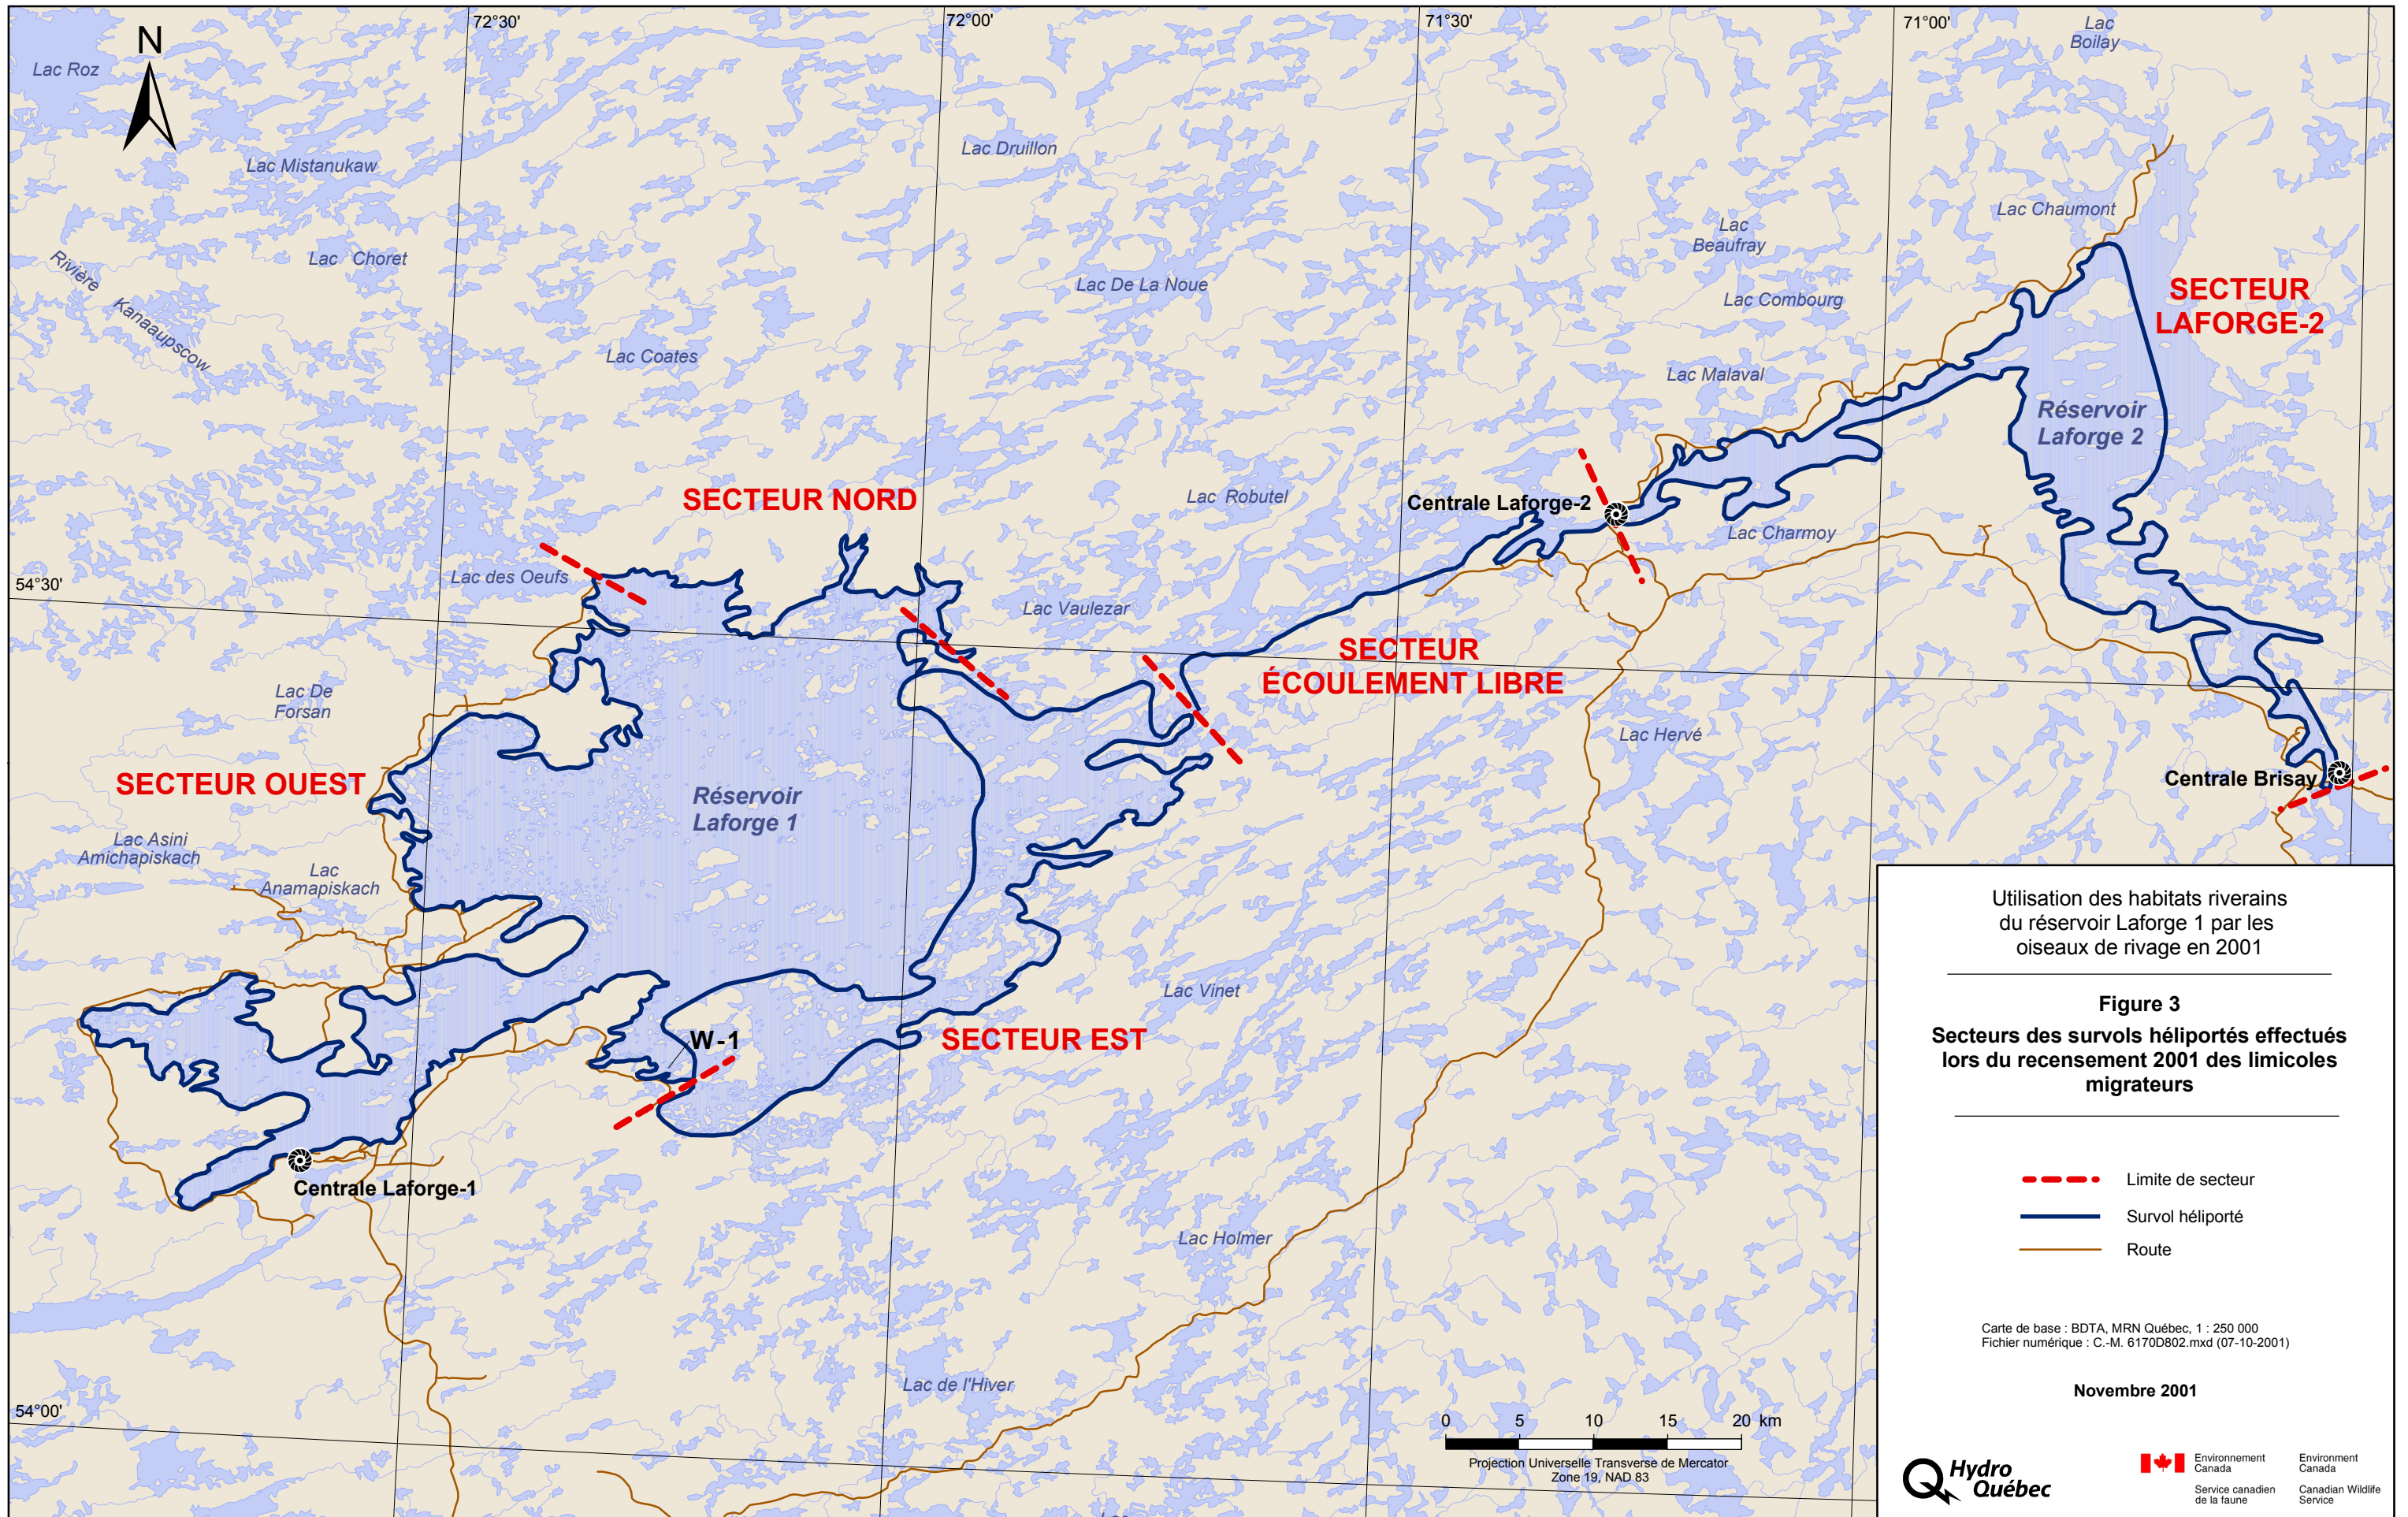 72°30'
72°00'
71°30'
71°00'
N
Lac Roz
Lac
Boilay
Lac Mistanukaw
Lac Druillon
Lac Chaumont
Lac
Beaufray
Rivière
Kanaaupscow
Lac Choret
Lac De La Noue
Lac Combourg
SECTEUR
LAFORGE-2
Lac Coates
Lac Malaval
Réservoir
Laforge 2
SECTEUR NORD
Lac Robutel
Centrale Laforge-2
Lac Charmoy
54°30'
Lac des Oeufs
Lac Vaulezar
SECTEUR
ÉCOULEMENT LIBRE
Lac De
Forsan
Lac Hervé
SECTEUR OUEST
Centrale Brisay
Réservoir
Laforge 1
Lac Asini
Amichapiskach
Lac
Anamapiskach
Lac Vinet
SECTEUR EST
W-1
Centrale Laforge-1
Lac Holmer
Lac de l'Hiver
54°00'
0 5 10 15 20 km
Projection Universelle Transverse de Mercator
Zone 19, NAD 83
Utilisation des habitats riverains
du réservoir Laforge 1 par les
oiseaux de rivage en 2001
Figure 3
Secteurs des survols héliportés effectués
lors du recensement 2001 des limicoles
migrateurs
Limite de secteur
Survol héliporté
Route
Carte de base : BDTA, MRN Québec, 1 : 250 000
Fichier numérique : C.-M. 6170D802.mxd (07-10-2001)
Novembre 2001
Hydro
Québec
Environnement
Canada
Service canadien
de la faune
Environment
Canada
Canadian Wildlife
Service